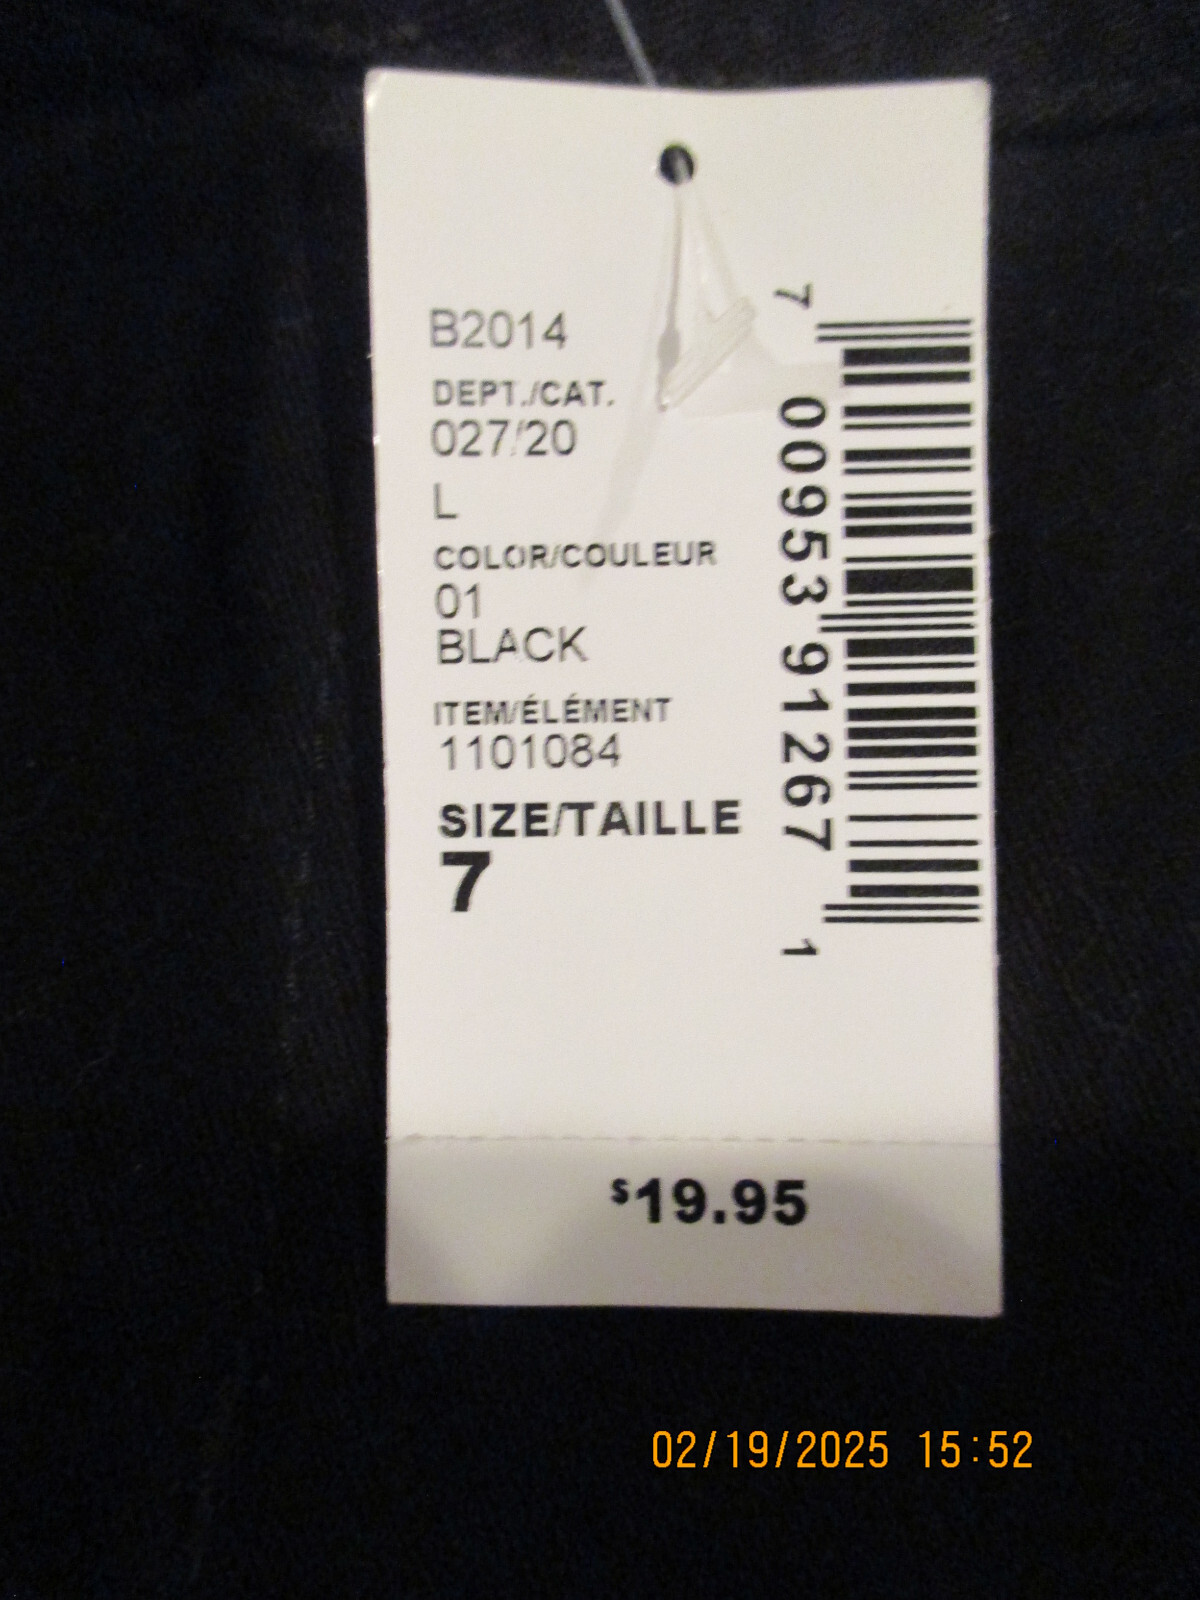 B2014
DEPT./CAT.
027/20
L
COLOR/COULEUR
01
BLACK
ITEM/ÉLÉMENT
1101084
SIZE/TAILLE
7
7 00953 91267 1
$19.95
02/19/2025 15:52